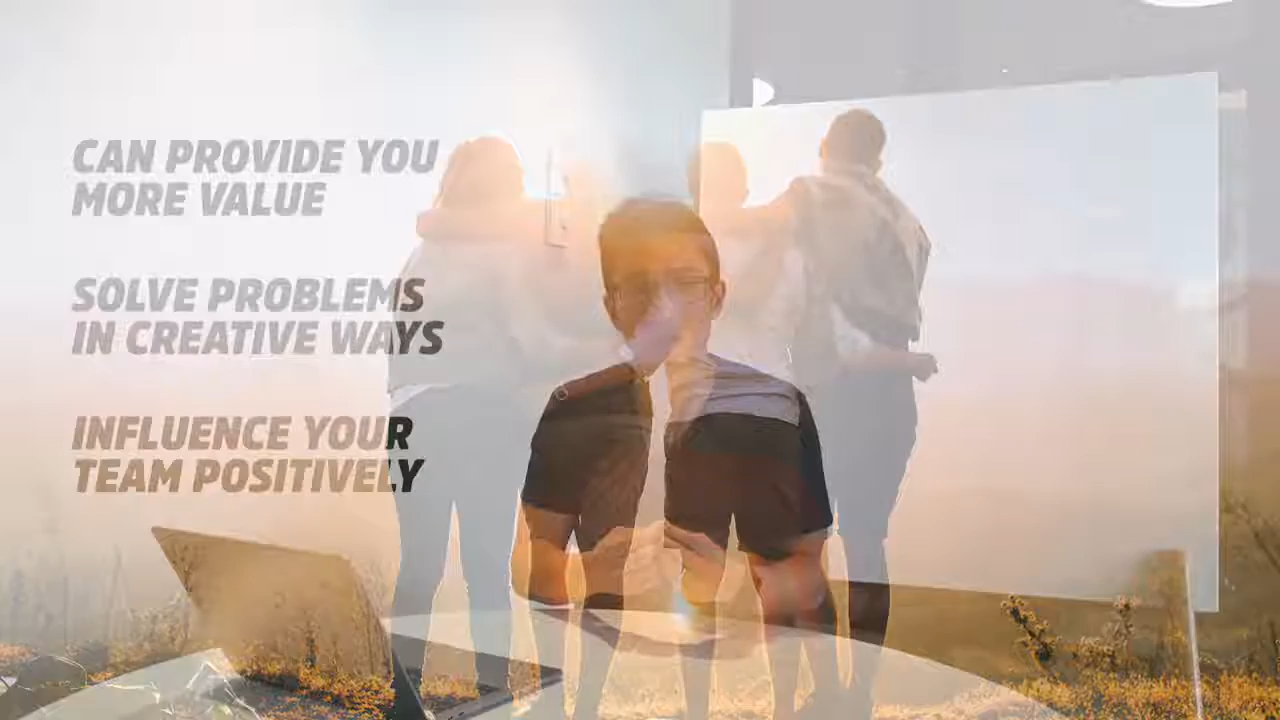 CAN PROVIDE YOU
MORE VALUE
SOLVE PROBLEMS
IN CREATIVE WAYS
INFLUENCE YOUR
TEAM POSITIVELY